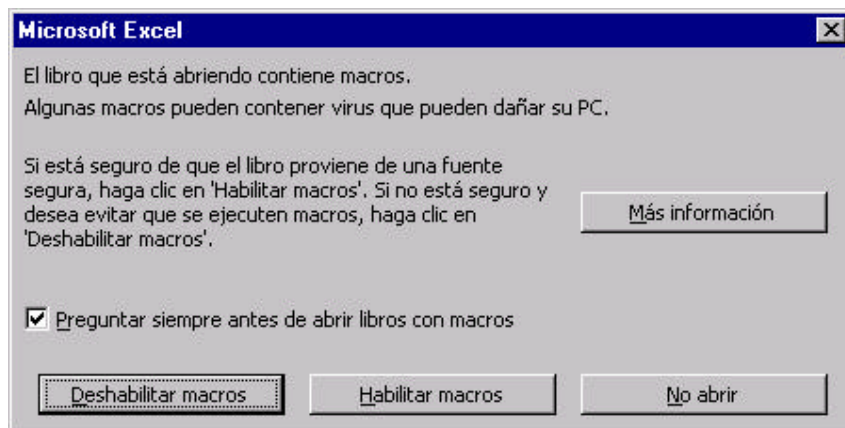 Microsoft Excel
El libro que está abriendo contiene macros.
Algunas macros pueden contener virus que pueden dañar su PC.
Si está seguro de que el libro proviene de una fuente
segura, haga clic en 'Habilitar macros'. Si no está seguro y
desea evitar que se ejecuten macros, haga clic en
'Deshabilitar macros'.
Más información
Preguntar siempre antes de abrir libros con macros
Deshabilitar macros
Habilitar macros
No abrir